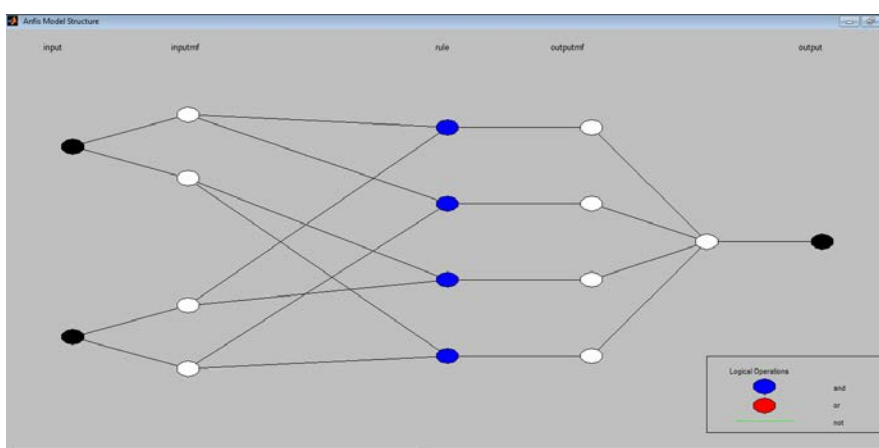 Anfis Model Structure
input inputmf rule outputmf output
Logical Operations
and
or
not